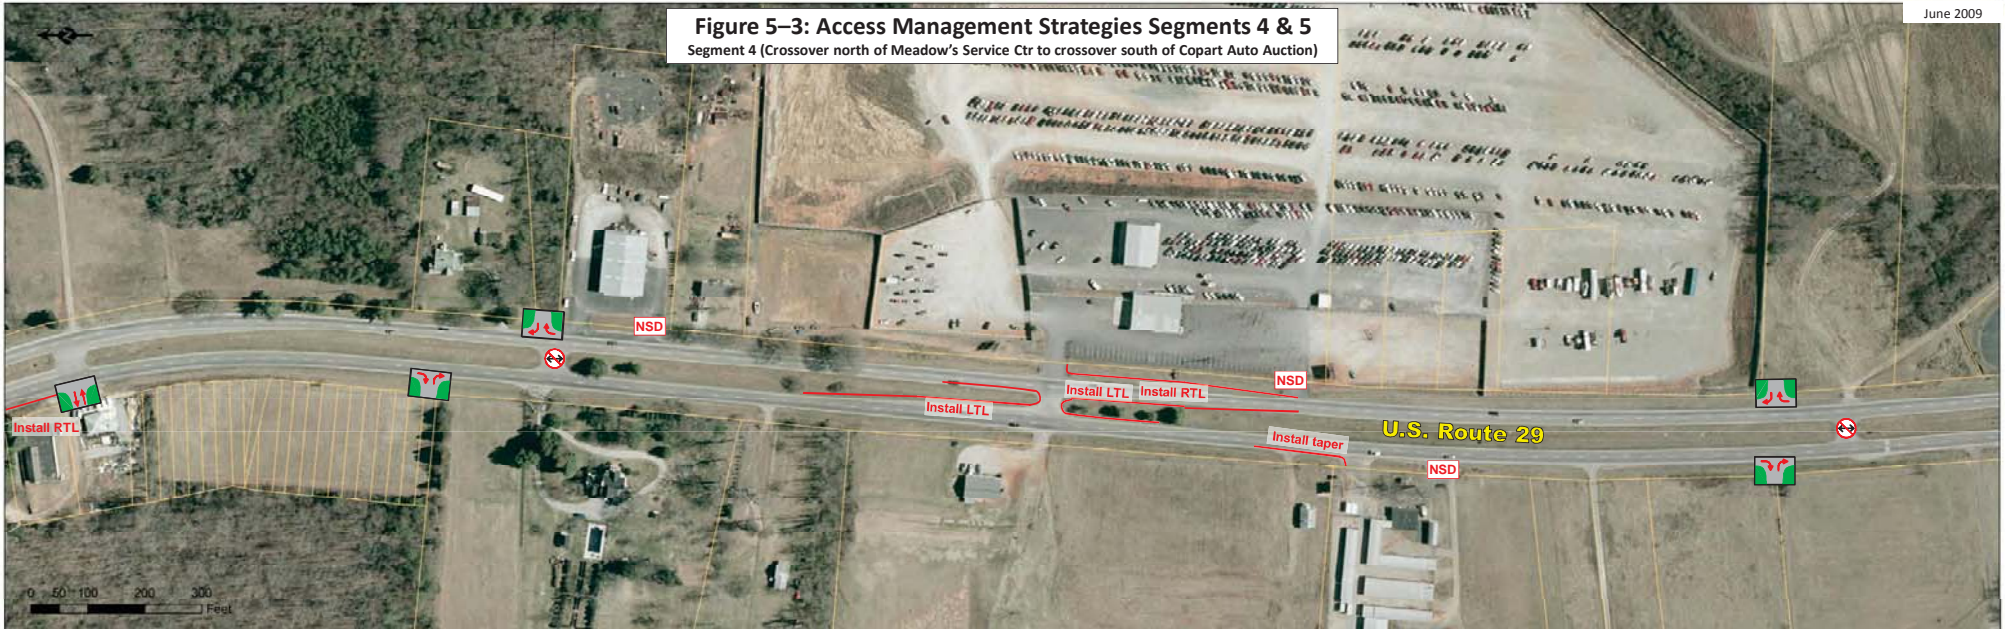 June 2009
Figure 5–3: Access Management Strategies Segments 4 & 5
Segment 4 (Crossover north of Meadow's Service Ctr to crossover south of Copart Auto Auction)
NSD
NSD
Install LTL
Install RTL
Install LTL
Install RTL
Install taper
U.S. Route 29
NSD
0 50 100 200 300
Feet